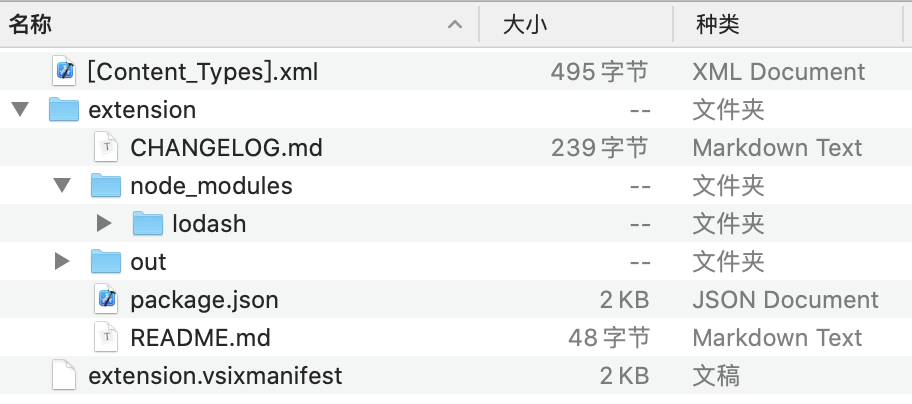 名称 大小 种类
[Content_Types].xml 495 字节 XML Document
extension -- 文件夹
CHANGELOG.md 239 字节 Markdown Text
node_modules -- 文件夹
lodash -- 文件夹
out -- 文件夹
package.json 2 KB JSON Document
README.md 48 字节 Markdown Text
extension.vsixmanifest 2 KB 文稿